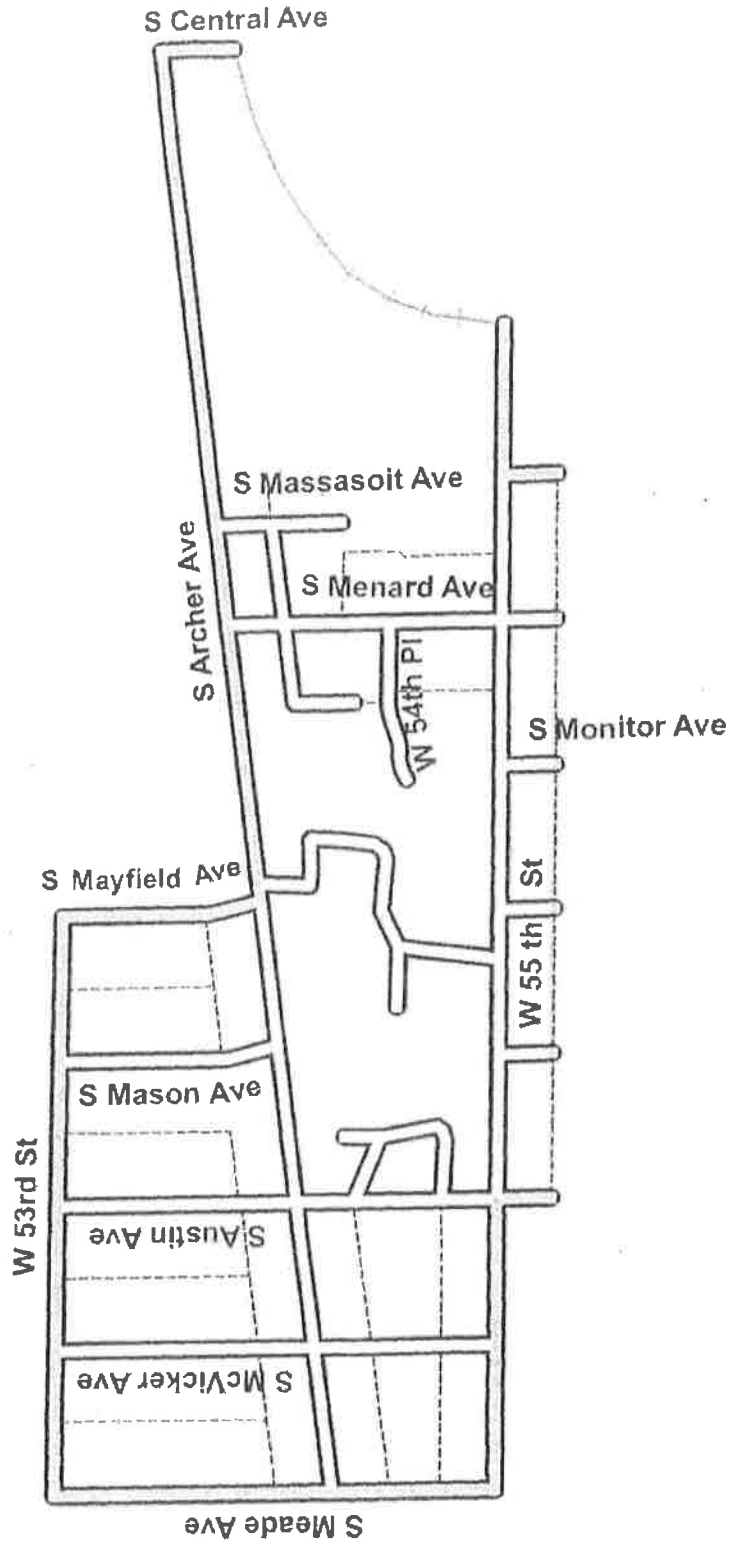 S Central Ave
S Massasoit Ave
S Archer Ave
S Menard Ave
W 54th Pl
S Monitor Ave
S Mayfield Ave
W 55 th St
S Mason Ave
W 53rd St
S Austin Ave
S McVicker Ave
S Meade Ave